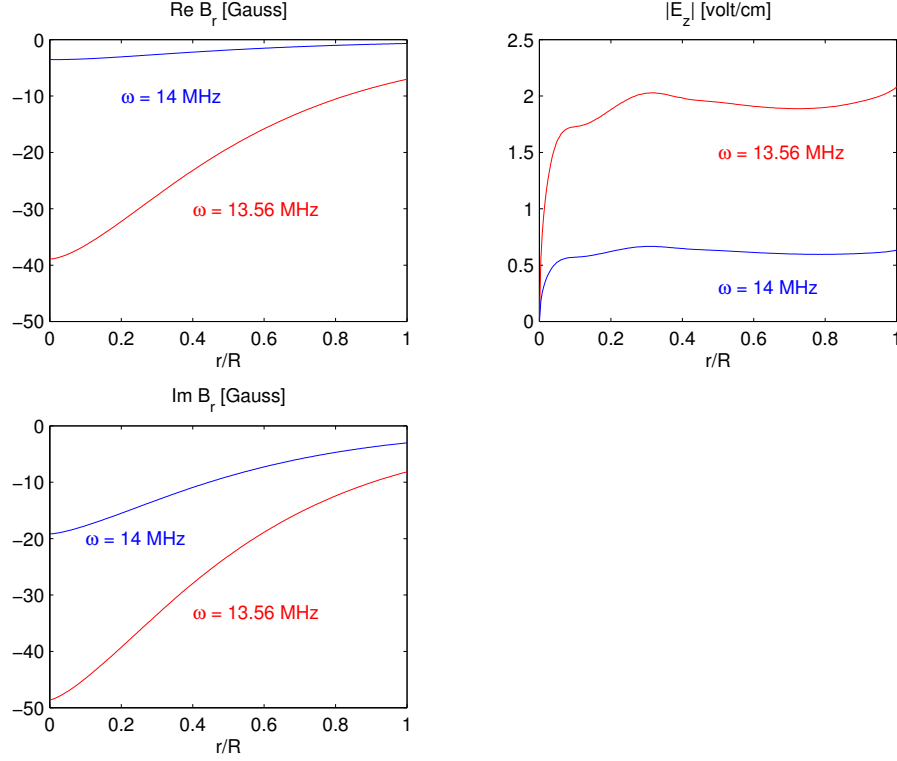 Re B_r [Gauss]
0
−10
−20
−30
−40
−50
ω = 14 MHz
ω = 13.56 MHz
0 0.2 0.4 0.6 0.8 1
r/R
|E_z| [volt/cm]
2.5
2
1.5
1
0.5
0
ω = 13.56 MHz
ω = 14 MHz
0 0.2 0.4 0.6 0.8 1
r/R
Im B_r [Gauss]
0
−10
−20
−30
−40
−50
ω = 14 MHz
ω = 13.56 MHz
0 0.2 0.4 0.6 0.8 1
r/R